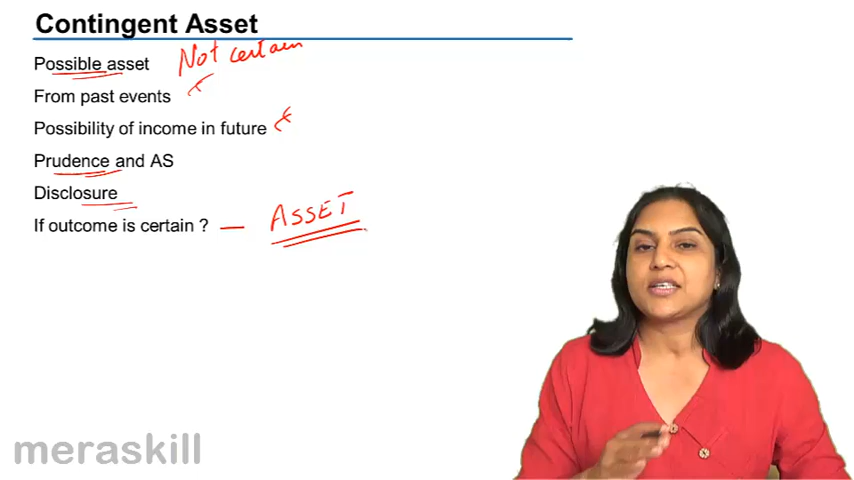 Contingent Asset
Possible asset Not certain
From past events
Possibility of income in future
Prudence and AS
Disclosure
If outcome is certain ? — ASSET
meraskill